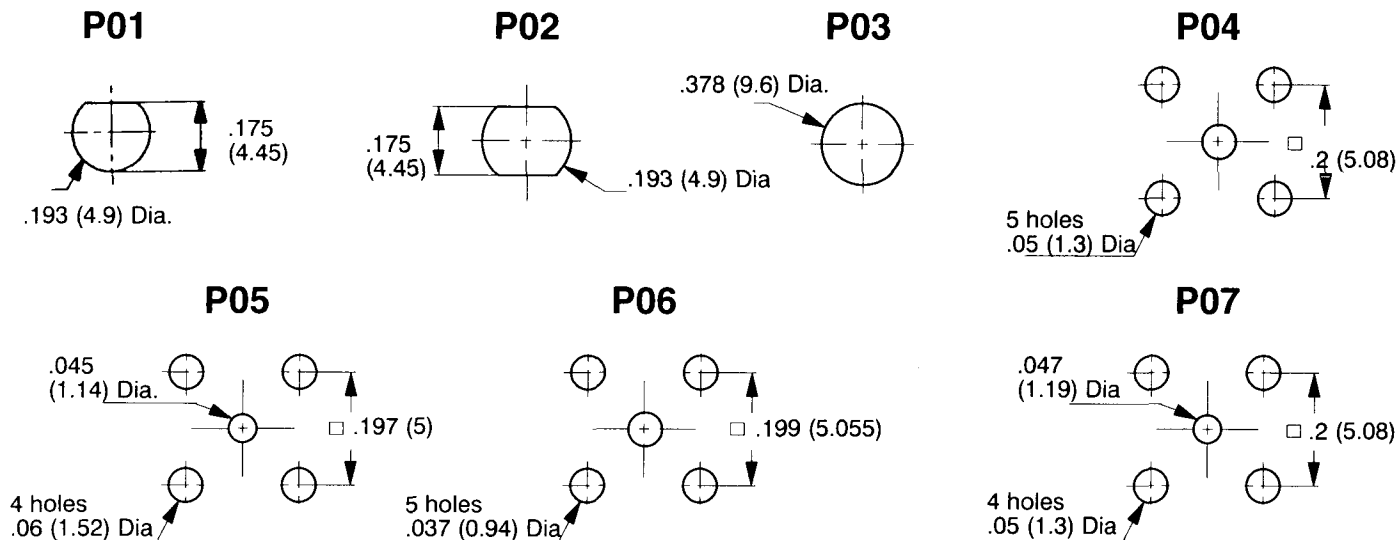 P01
P02
P03
P04
.175
(4.45)
.193 (4.9) Dia.
.175
(4.45)
.193 (4.9) Dia
.378 (9.6) Dia.
.2 (5.08)
5 holes
.05 (1.3) Dia
P05
P06
P07
.045
(1.14) Dia.
.197 (5)
4 holes
.06 (1.52) Dia
.199 (5.055)
5 holes
.037 (0.94) Dia
.047
(1.19) Dia
.2 (5.08)
4 holes
.05 (1.3) Dia